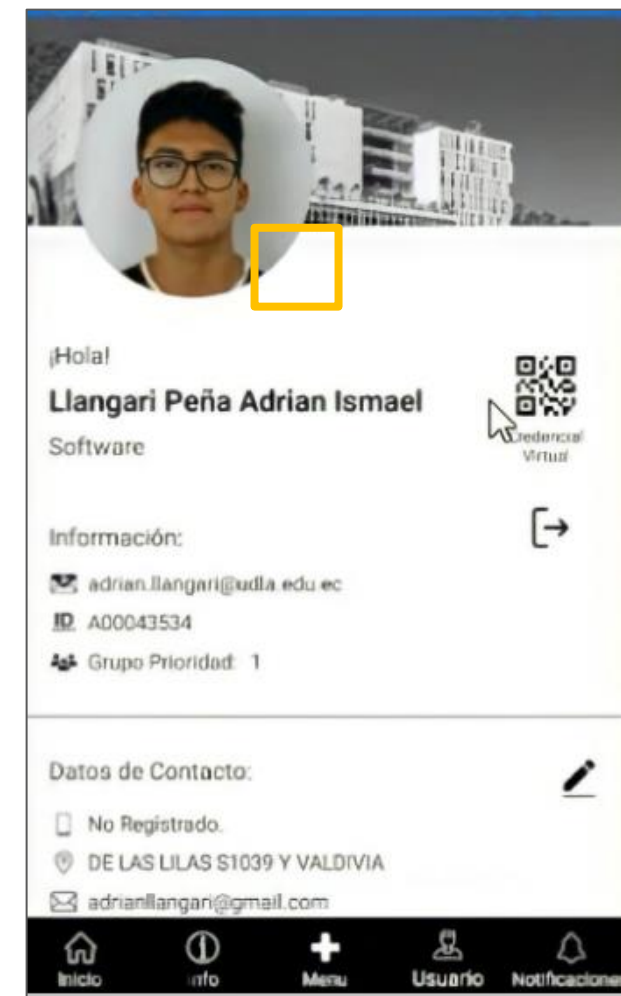 ¡Hola!
Llangari Peña Adrian Ismael
Software
Credencial
Virtual
Información:
adrian.llangari@udla.edu.ec
ID A00043534
Grupo Prioridad: 1
Datos de Contacto:
No Registrado.
DE LAS LILAS S1039 Y VALDIVIA
adrianllangari@gmail.com
Inicio Info Menu Usuario Notificaciones